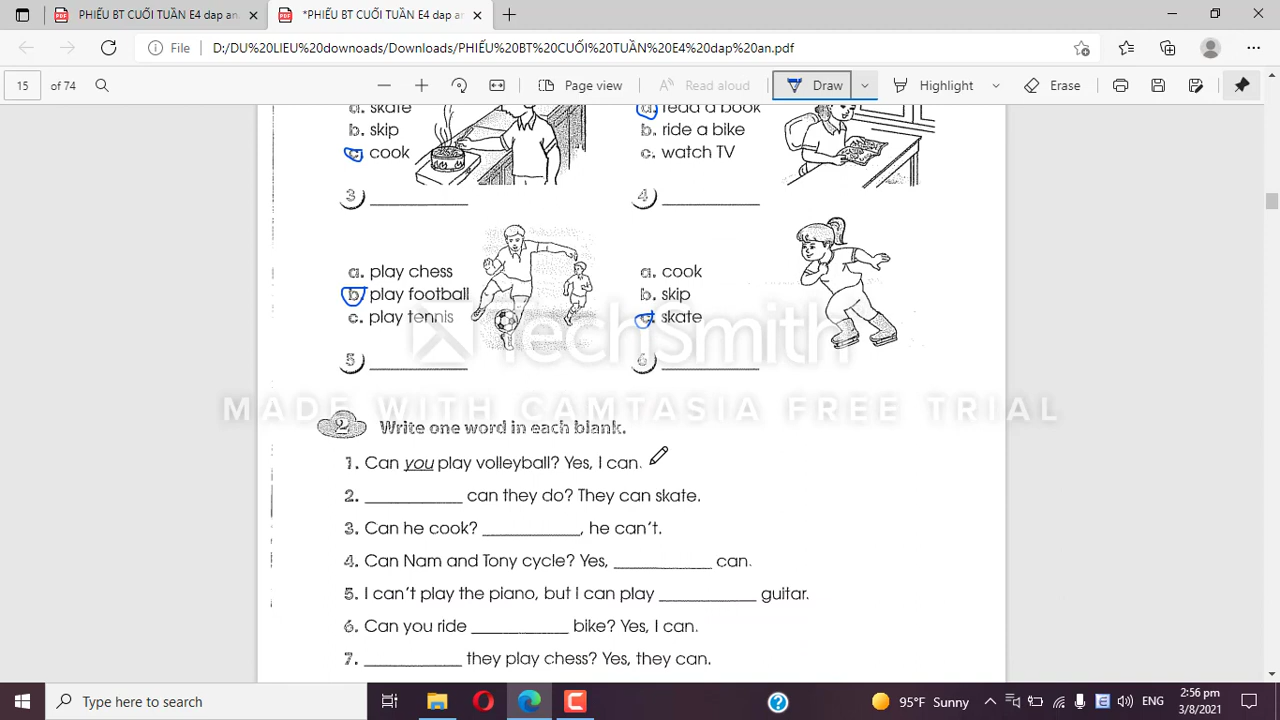 PHIẾU BT CUỐI TUẦN E4 dap an.
*PHIẾU BT CUỐI TUẦN E4 dap ar
File
D:/DU%20LIEU%20downoads/Downloads/PHIẾU%20BT%20CUỐI%20TUẦN%20E4%20dap%20an.pdf
15 of 74
Page view
Read aloud
Draw
Highlight
Erase
a. skate
b. skip
c. cook
3
a. read a book
b. ride a bike
c. watch TV
4
a. play chess
b. play football
c. play tennis
5
a. cook
b. skip
c. skate
6
TechSmith
MADE WITH CAMTASIA FREE TRIAL
2 Write one word in each blank.
1. Can you play volleyball? Yes, I can.
2. __________ can they do? They can skate.
3. Can he cook? __________, he can't.
4. Can Nam and Tony cycle? Yes, __________ can.
5. I can't play the piano, but I can play __________ guitar.
6. Can you ride __________ bike? Yes, I can.
7. __________ they play chess? Yes, they can.
Type here to search
95°F Sunny
ENG
2:56 pm
3/8/2021